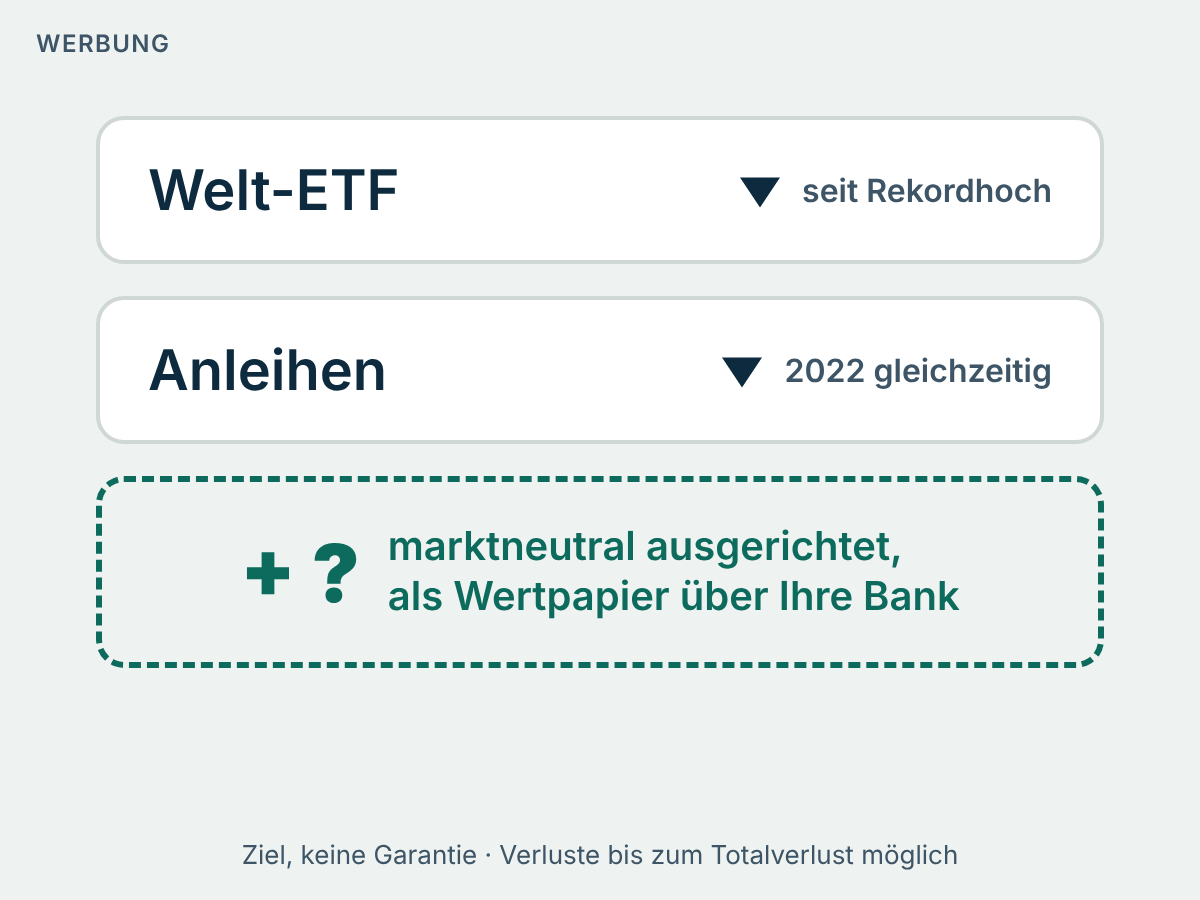 WERBUNG
Welt-ETF
▼ seit Rekordhoch
Anleihen
▼ 2022 gleichzeitig
+ ?
marktneutral ausgerichtet,
als Wertpapier über Ihre Bank
Ziel, keine Garantie · Verluste bis zum Totalverlust möglich